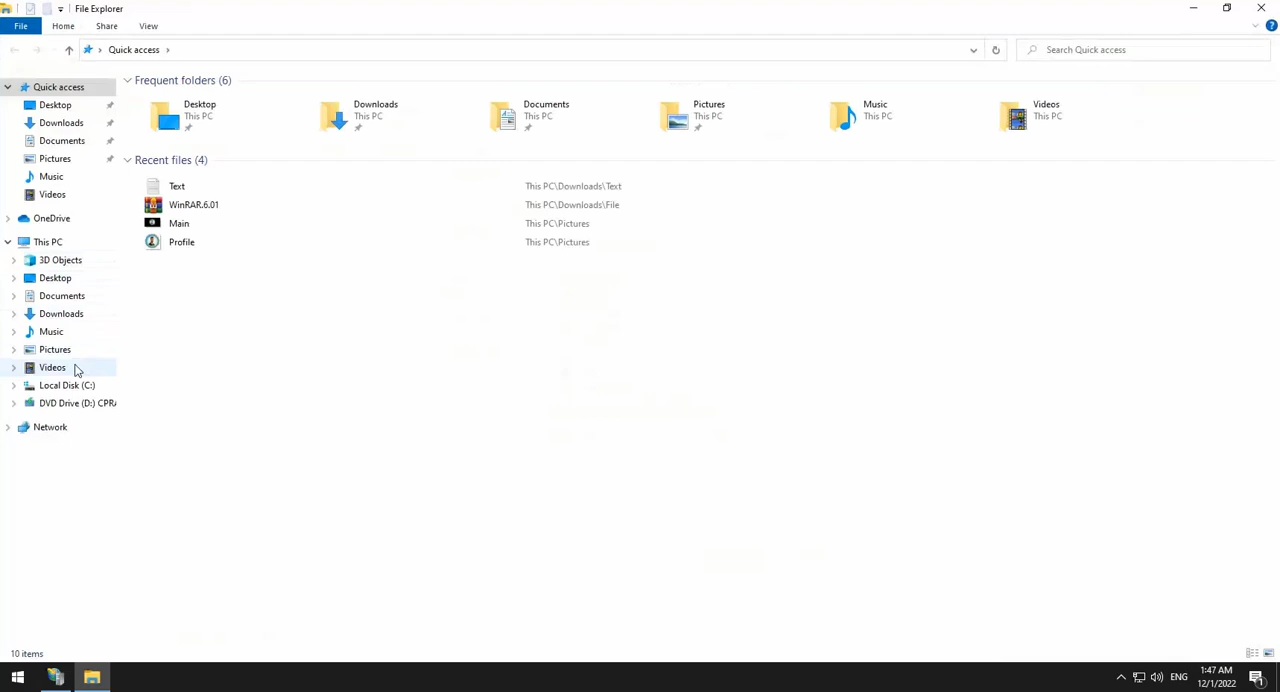 File Explorer
File Home Share View
Quick access
Search Quick access
Quick access
Desktop
Downloads
Documents
Pictures
Music
Videos
OneDrive
This PC
3D Objects
Desktop
Documents
Downloads
Music
Pictures
Videos
Local Disk (C:)
DVD Drive (D:) CPRA
Network
Frequent folders (6)
Desktop
This PC
Downloads
This PC
Documents
This PC
Pictures
This PC
Music
This PC
Videos
This PC
Recent files (4)
Text This PC\Downloads\Text
WinRAR.6.01 This PC\Downloads\File
Main This PC\Pictures
Profile This PC\Pictures
10 items
ENG
1:47 AM
12/1/2022
1